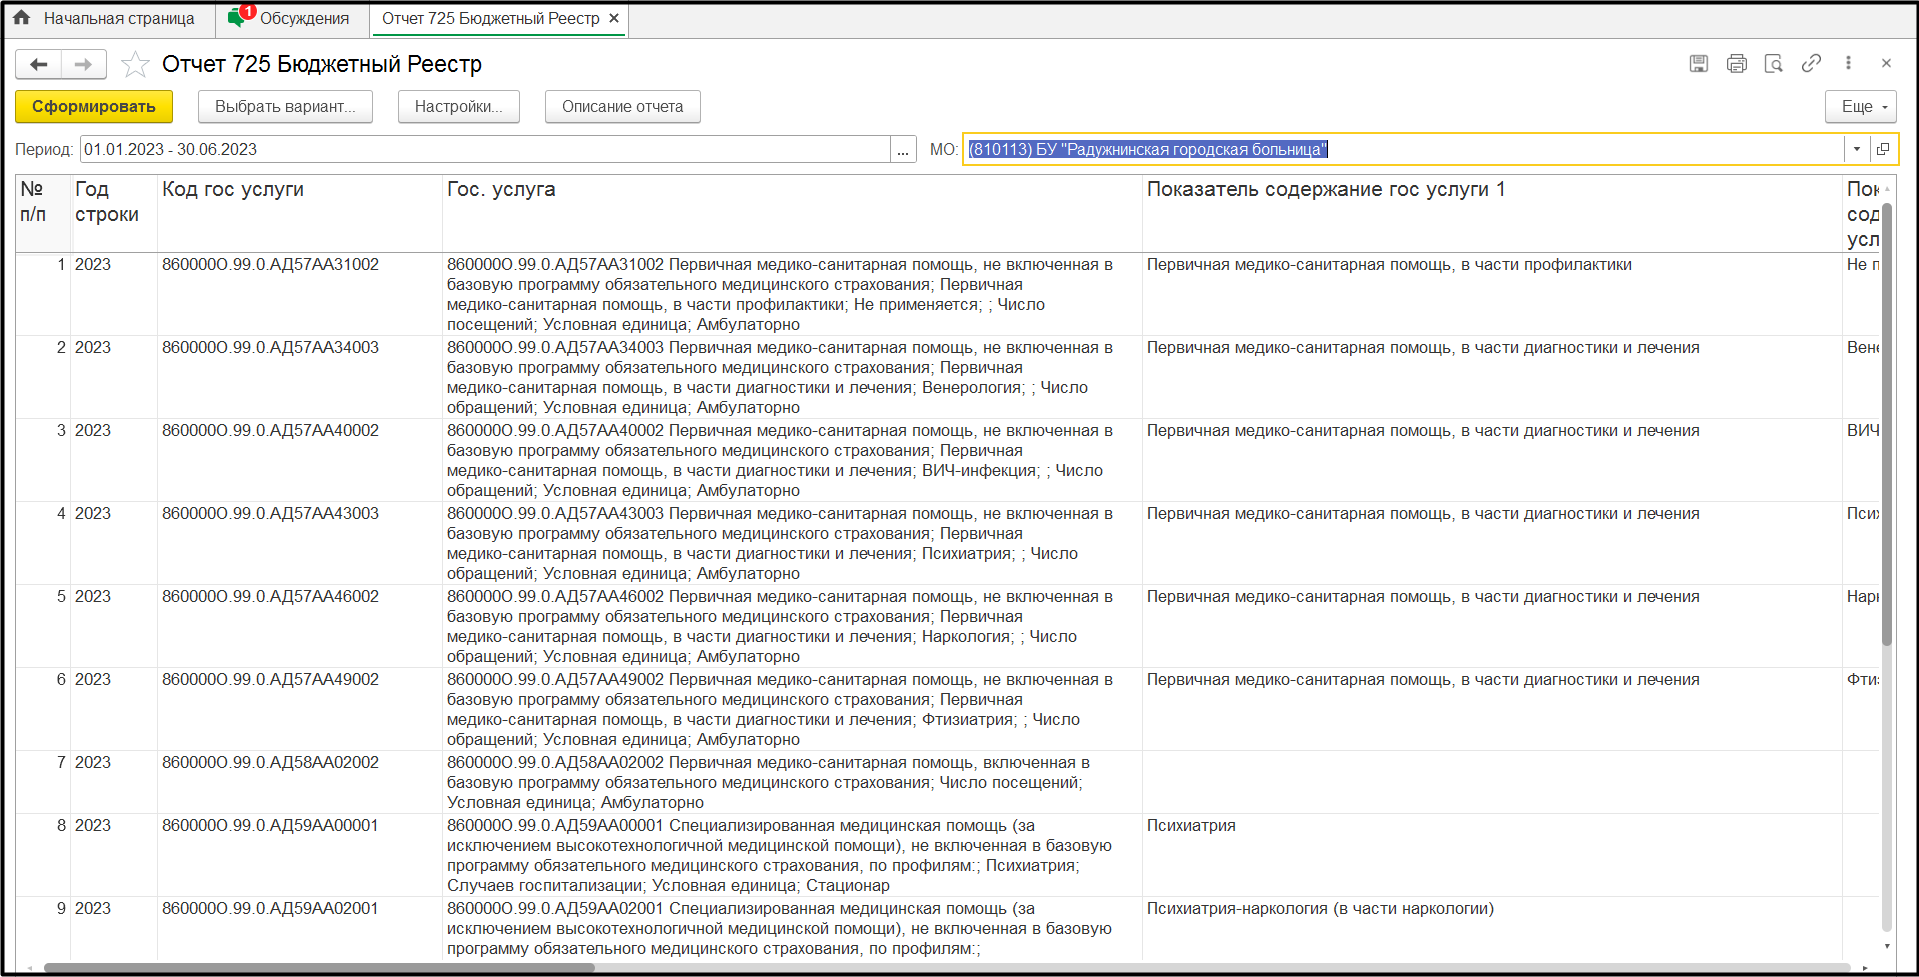 Начальная страница
1
Обсуждения
Отчет 725 Бюджетный Реестр ×
Отчет 725 Бюджетный Реестр
Сформировать
Выбрать вариант...
Настройки...
Описание отчета
Еще
Период: 01.01.2023 - 30.06.2023 ... МО: (810113) БУ "Радужнинская городская больница"
№ п/п
Год строки
Код гос услуги
Гос. услуга
Показатель содержание гос услуги 1
Пок
сод
усл
1 2023 860000О.99.0.АД57АА31002 860000О.99.0.АД57АА31002 Первичная медико-санитарная помощь, не включенная в Первичная медико-санитарная помощь, в части профилактики Не п
базовую программу обязательного медицинского страхования; Первичная
медико-санитарная помощь, в части профилактики; Не применяется; ; Число
посещений; Условная единица; Амбулаторно
2 2023 860000О.99.0.АД57АА34003 860000О.99.0.АД57АА34003 Первичная медико-санитарная помощь, не включенная в Первичная медико-санитарная помощь, в части диагностики и лечения Вене
базовую программу обязательного медицинского страхования; Первичная
медико-санитарная помощь, в части диагностики и лечения; Венерология; ; Число
обращений; Условная единица; Амбулаторно
3 2023 860000О.99.0.АД57АА40002 860000О.99.0.АД57АА40002 Первичная медико-санитарная помощь, не включенная в Первичная медико-санитарная помощь, в части диагностики и лечения ВИЧ
базовую программу обязательного медицинского страхования; Первичная
медико-санитарная помощь, в части диагностики и лечения; ВИЧ-инфекция; ; Число
обращений; Условная единица; Амбулаторно
4 2023 860000О.99.0.АД57АА43003 860000О.99.0.АД57АА43003 Первичная медико-санитарная помощь, не включенная в Первичная медико-санитарная помощь, в части диагностики и лечения Псих
базовую программу обязательного медицинского страхования; Первичная
медико-санитарная помощь, в части диагностики и лечения; Психиатрия; ; Число
обращений; Условная единица; Амбулаторно
5 2023 860000О.99.0.АД57АА46002 860000О.99.0.АД57АА46002 Первичная медико-санитарная помощь, не включенная в Первичная медико-санитарная помощь, в части диагностики и лечения Нарк
базовую программу обязательного медицинского страхования; Первичная
медико-санитарная помощь, в части диагностики и лечения; Наркология; ; Число
обращений; Условная единица; Амбулаторно
6 2023 860000О.99.0.АД57АА49002 860000О.99.0.АД57АА49002 Первичная медико-санитарная помощь, не включенная в Первичная медико-санитарная помощь, в части диагностики и лечения Фтиз
базовую программу обязательного медицинского страхования; Первичная
медико-санитарная помощь, в части диагностики и лечения; Фтизиатрия; ; Число
обращений; Условная единица; Амбулаторно
7 2023 860000О.99.0.АД58АА02002 860000О.99.0.АД58АА02002 Первичная медико-санитарная помощь, включенная в
базовую программу обязательного медицинского страхования; Число посещений;
Условная единица; Амбулаторно
8 2023 860000О.99.0.АД59АА00001 860000О.99.0.АД59АА00001 Специализированная медицинская помощь (за Психиатрия
исключением высокотехнологичной медицинской помощи), не включенная в базовую
программу обязательного медицинского страхования, по профилям:; Психиатрия;
Случаев госпитализации; Условная единица; Стационар
9 2023 860000О.99.0.АД59АА02001 860000О.99.0.АД59АА02001 Специализированная медицинская помощь (за Психиатрия-наркология (в части наркологии)
исключением высокотехнологичной медицинской помощи), не включенная в базовую
программу обязательного медицинского страхования, по профилям:;